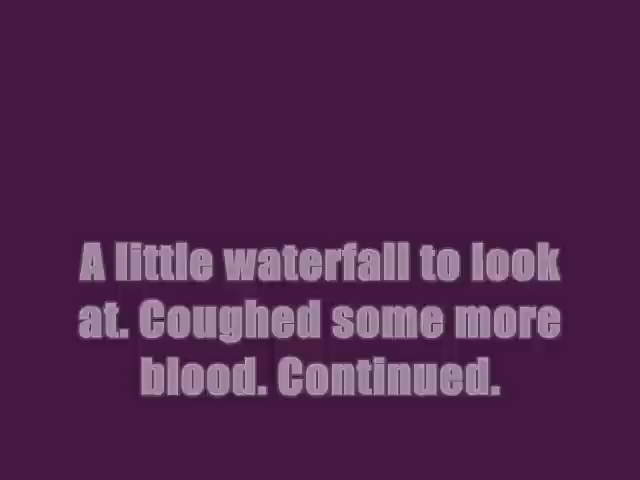 A little waterfall to look
at. Coughed some more
blood. Continued.